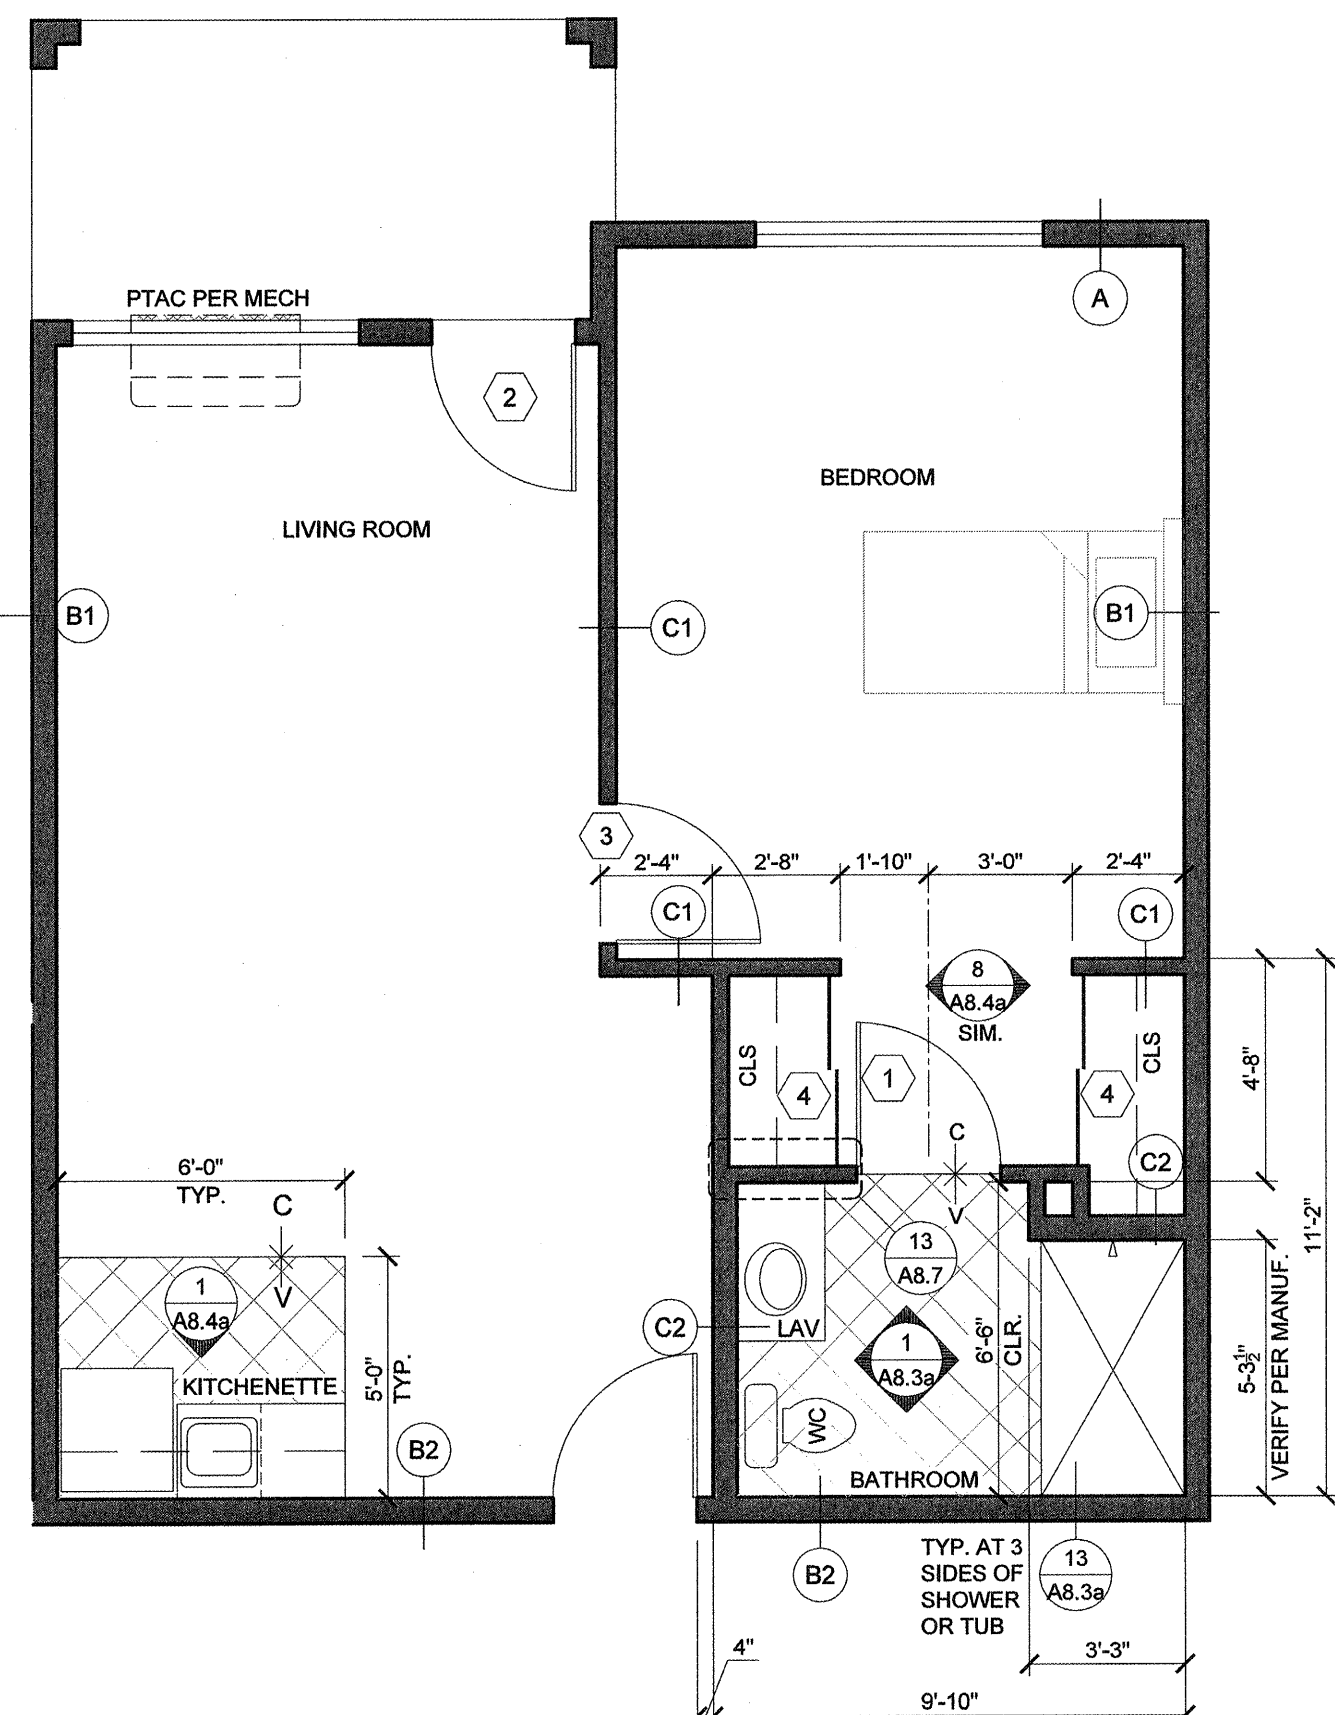 PTAC PER MECH
A
2
BEDROOM
LIVING ROOM
B1
C1
B1
3
2'-4"
2'-8"
1'-10"
3'-0"
2'-4"
C1
C1
8
A8.4a
SIM.
CLS
4
1
4
CLS
4'-8"
C
C2
6'-0"
TYP.
C
V
11'-2"
13
A8.7
1
A8.4a
V
C2
LAV
1
A8.3a
6'-6"
CLR.
5'-0"
TYP.
KITCHENETTE
5-3½"
VERIFY PER MANUF.
WC
B2
BATHROOM
TYP. AT 3
SIDES OF
SHOWER
OR TUB
B2
13
A8.3a
4"
3'-3"
9'-10"